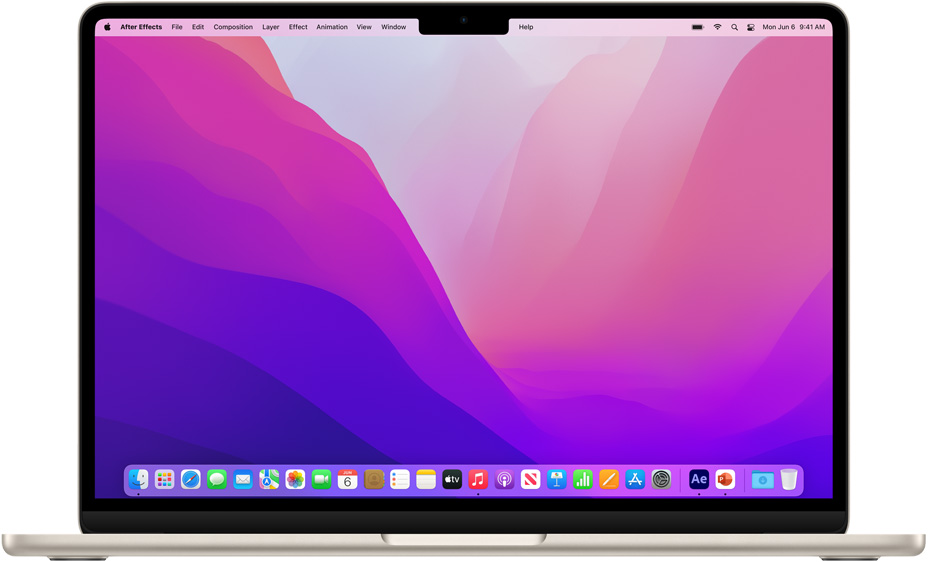 After Effects File Edit Composition Layer Effect Animation View Window Help Mon Jun 6 9:41 AM
JUN
6
tv
Ae
P